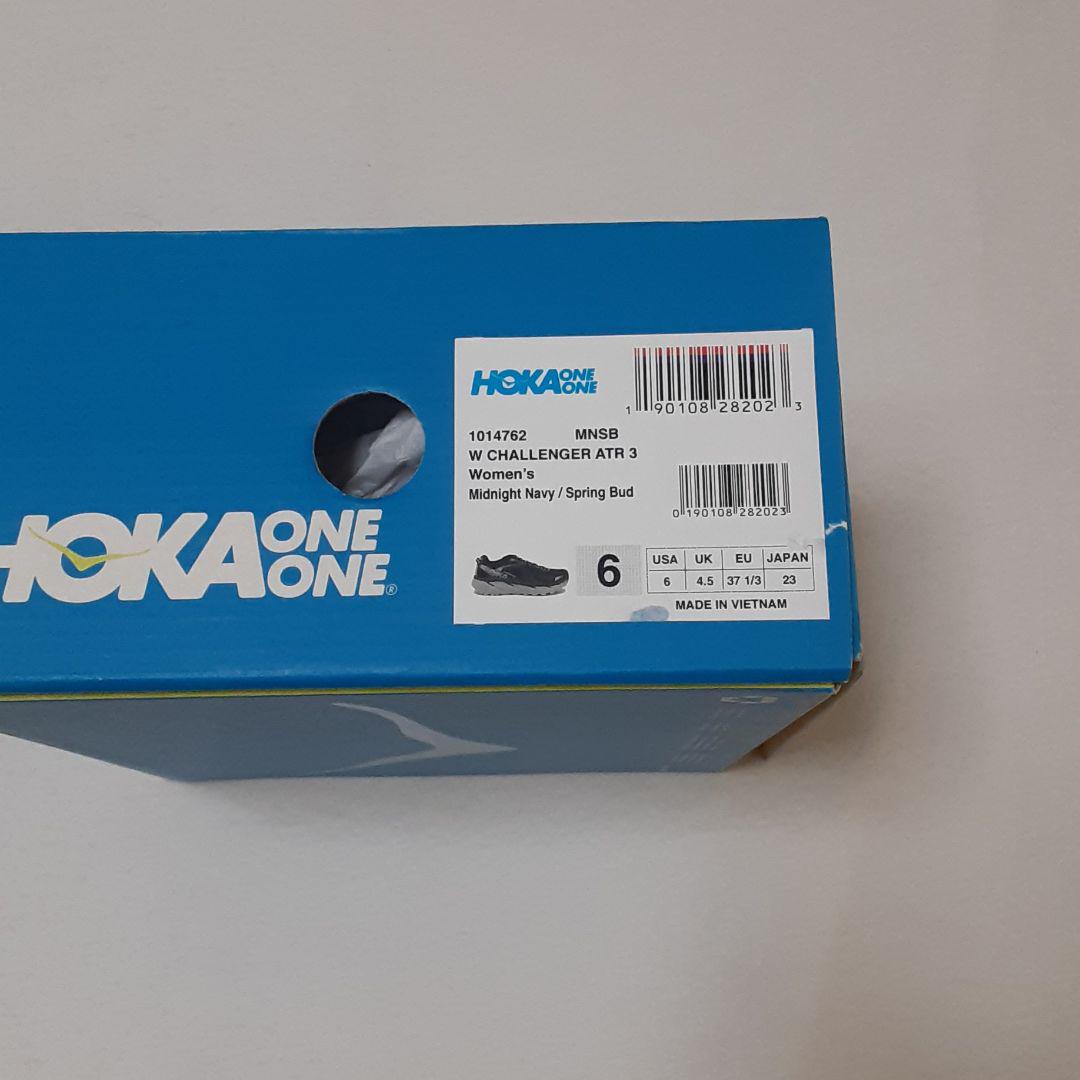 HOKA ONE ONE®
HOKA ONE ONE
1 90108 28202 3
1014762 MNSB
W CHALLENGER ATR 3
Women's
Midnight Navy / Spring Bud
0 190108 282023
6
USA UK EU JAPAN
6 4.5 37 1/3 23
MADE IN VIETNAM